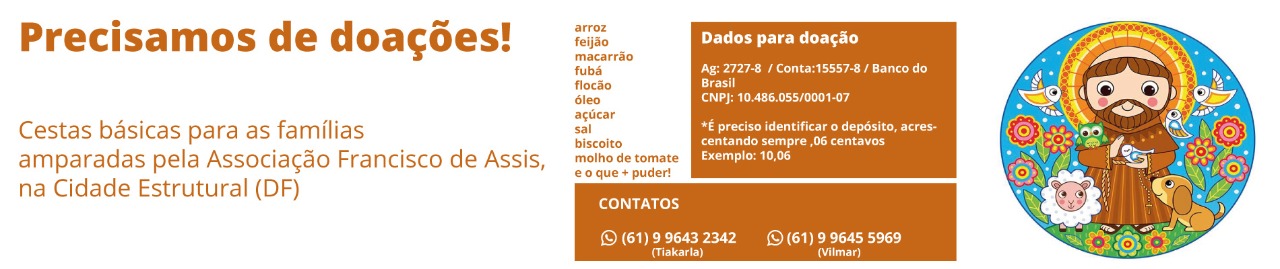 Precisamos de doações!
Cestas básicas para as famílias
amparadas pela Associação Francisco de Assis,
na Cidade Estrutural (DF)
arroz
feijão
macarrão
fubá
flocão
óleo
açúcar
sal
biscoito
molho de tomate
e o que + puder!
Dados para doação
Ag: 2727-8 / Conta:15557-8 / Banco do
Brasil
CNPJ: 10.486.055/0001-07
*É preciso identificar o depósito, acres-
centando sempre ,06 centavos
Exemplo: 10,06
CONTATOS
(61) 9 9643 2342
(Tiakarla)
(61) 9 9645 5969
(Vilmar)